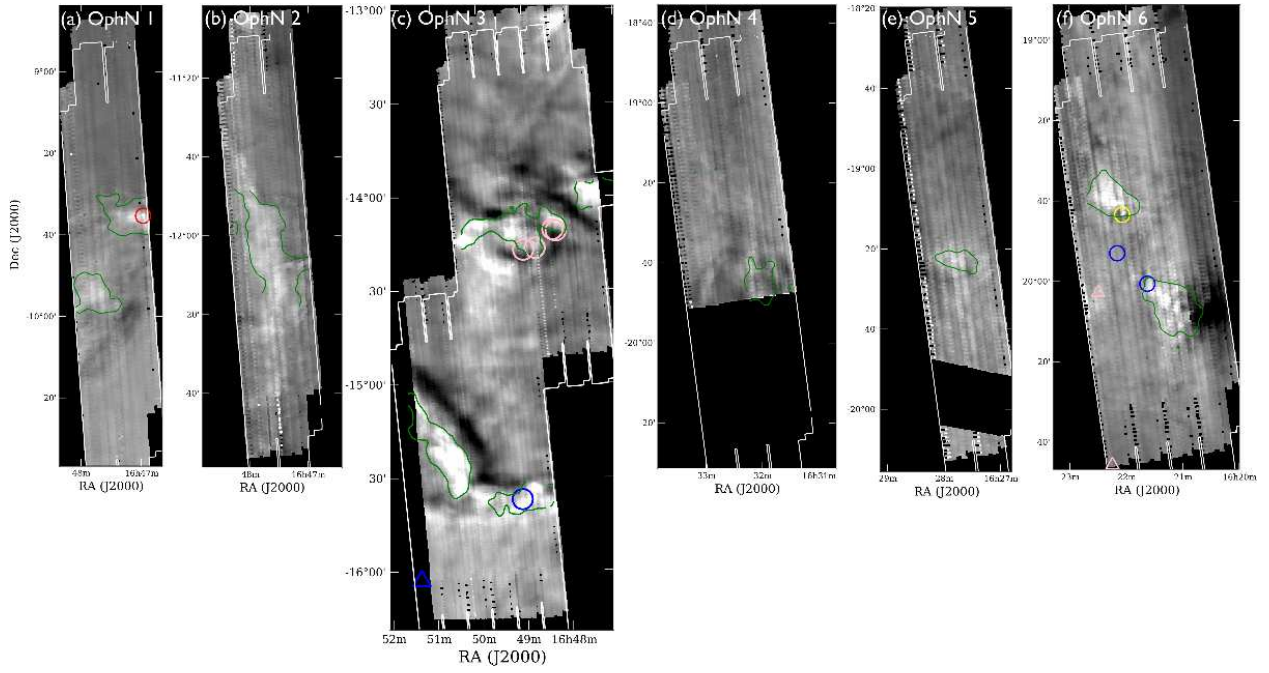 (a) OphN 1
9°00'
20'
40'
-10°00'
20'
48m
16h47m
RA (J2000)
Dec (J2000)
(b) OphN 2
-11°20'
40'
-12°00'
20'
40'
48m
16h47m
RA (J2000)
(c) OphN 3
-13°00'
30'
-14°00'
30'
-15°00'
30'
-16°00'
52m
51m
50m
49m
16h48m
RA (J2000)
(d) OphN 4
-18°40'
-19°00'
20'
40'
-20°00'
20'
33m
32m
16h31m
RA (J2000)
(e) OphN 5
-18°20'
40'
-19°00'
20'
40'
-20°00'
29m
28m
16h27m
RA (J2000)
(f) OphN 6
19°00'
20'
40'
20°00'
20'
40'
23m
22m
21m
16h20m
RA (J2000)